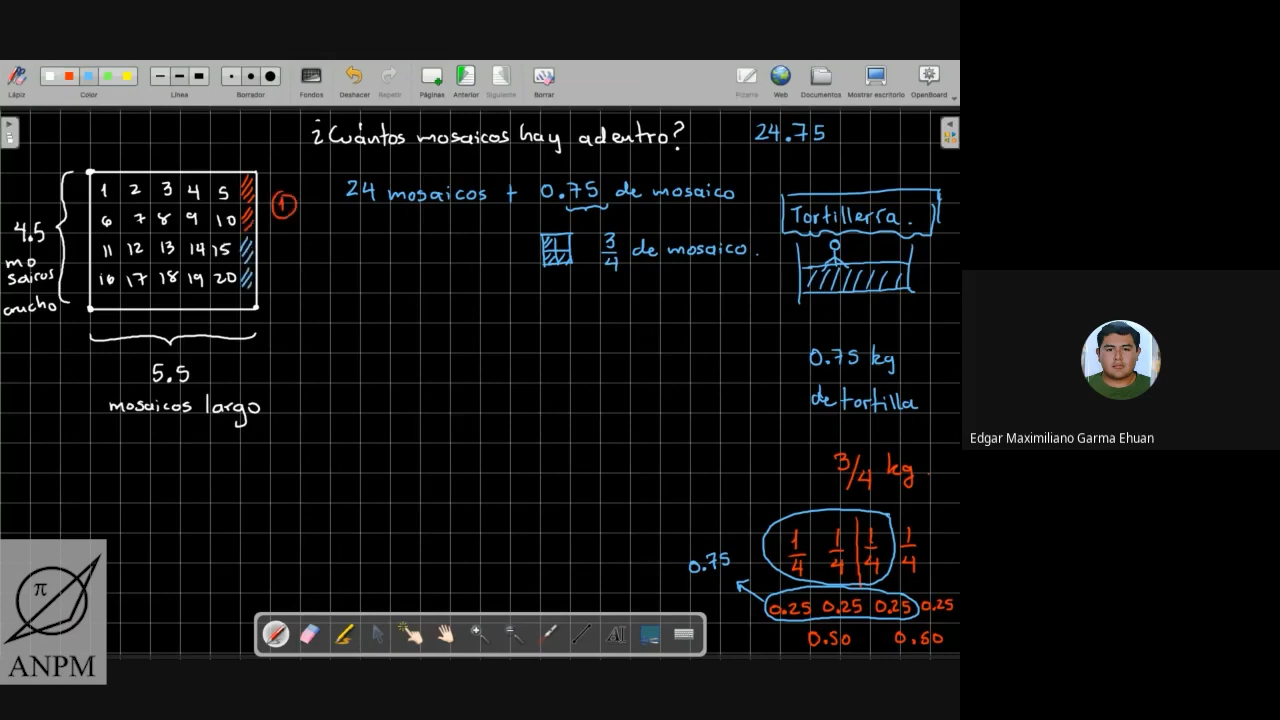 Lápiz
Color
Línea
Borrador
Fondos
Deshacer
Repetir
Páginas
Anterior
Siguiente
Borrar
Pizarra
Web
Documentos
Mostrar escritorio
OpenBoard
¿Cuántos mosaicos hay adentro?
24.75
24 mosaicos + 0.75 de mosaico
3/4 de mosaico.
1 2 3 4 5
6 7 8 9 10
11 12 13 14 15
16 17 18 19 20
1
4.5
mo
saicos
ancho
5.5
mosaicos largo
Tortillería.
0.75 kg
de tortilla
3/4 kg.
1/4 1/4 1/4 1/4
0.75
0.25 0.25 0.25 0.25
0.50 0.50
π
ANPM
Edgar Maximiliano Garma Ehuan